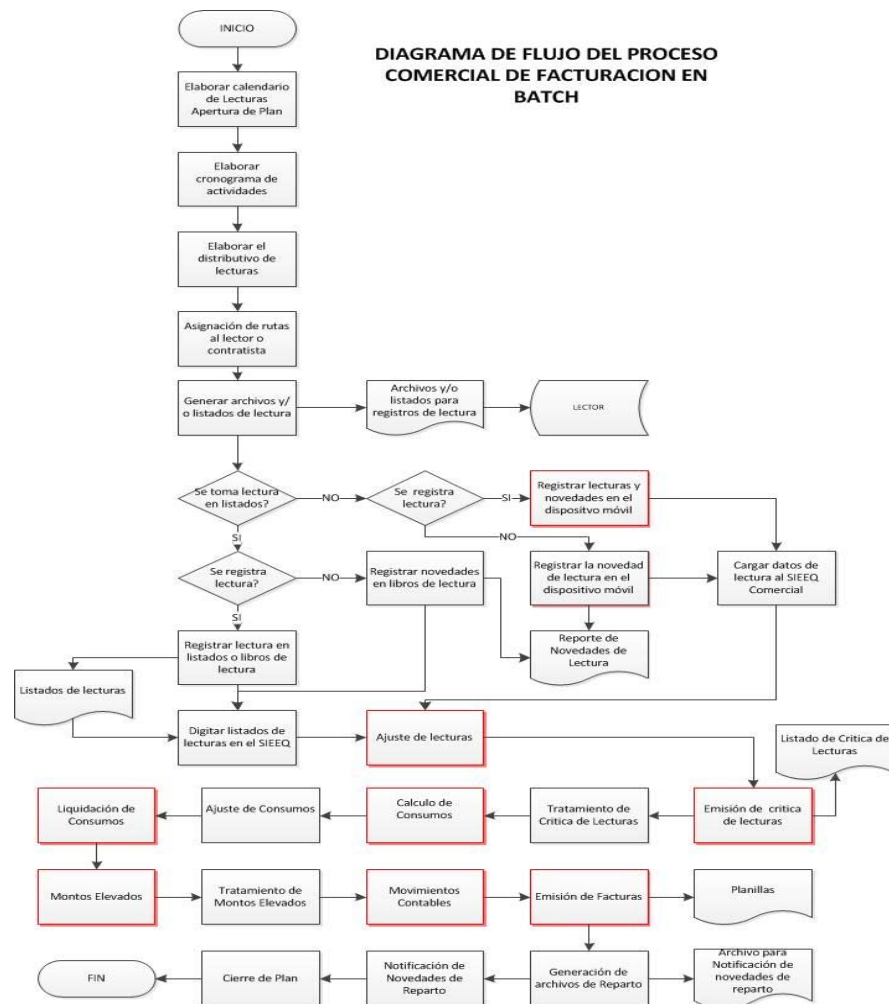 INICIO
DIAGRAMA DE FLUJO DEL PROCESO
COMERCIAL DE FACTURACION EN
BATCH
Elaborar calendario
de Lecturas
Apertura de Plan
Elaborar
cronograma de
actividades
Elaborar el
distributivo de
lecturas
Asignación de rutas
al lector o
contratista
Generar archivos y/
o listados de lectura
Archivos y/o
listados para
registros de lectura
LECTOR
Se toma lectura
en listados?
NO
Se registra
lectura?
SI
Registrar lecturas y
novedades en el
dispositvo móvil
SI
NO
Se registra
lectura?
NO
Registrar novedades
en libros de lectura
Registrar la novedad
de lectura en el
dispositivo móvil
Cargar datos de
lectura al SIEEQ
Comercial
SI
Registrar lectura en
listados o libros de
lectura
Reporte de
Novedades de
Lectura
Listados de lecturas
Digitar listados de
lecturas en el SIEEQ
Ajuste de lecturas
Listado de Critica de
Lecturas
Liquidación de
Consumos
Ajuste de Consumos
Calculo de
Consumos
Tratamiento de
Critica de Lecturas
Emisión de critica
de lecturas
Montos Elevados
Tratamiento de
Montos Elevados
Movimientos
Contables
Emisión de Facturas
Planillas
FIN
Cierre de Plan
Notificación de
Novedades de
Reparto
Generación de
archivos de Reparto
Archivo para
Notificación de
novedades de
reparto